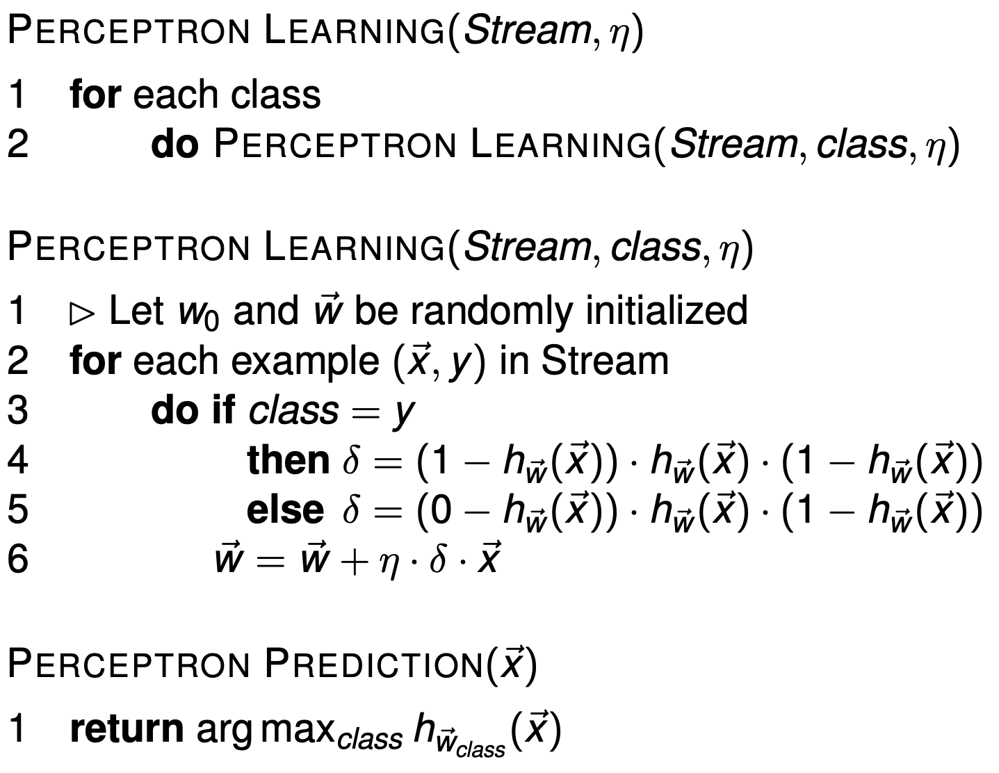 PERCEPTRON LEARNING(Stream, η)
1 for each class
2 do PERCEPTRON LEARNING(Stream, class, η)
PERCEPTRON LEARNING(Stream, class, η)
1 ▷ Let w₀ and w⃗ be randomly initialized
2 for each example (x⃗, y) in Stream
3 do if class = y
4 then δ = (1 − h_w⃗(x⃗)) · h_w⃗(x⃗) · (1 − h_w⃗(x⃗))
5 else δ = (0 − h_w⃗(x⃗)) · h_w⃗(x⃗) · (1 − h_w⃗(x⃗))
6 w⃗ = w⃗ + η · δ · x⃗
PERCEPTRON PREDICTION(x⃗)
1 return arg max_class h_w⃗_class(x⃗)